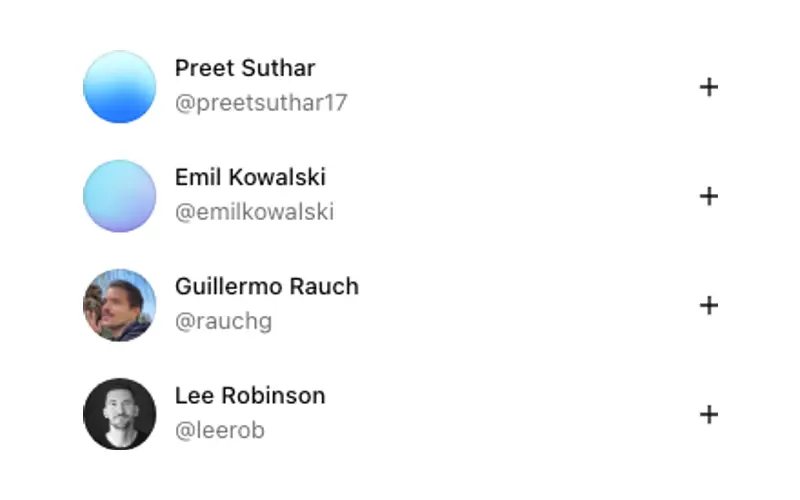 Preet Suthar
@preetsuthar17
Emil Kowalski
@emilkowalski
Guillermo Rauch
@rauchg
Lee Robinson
@leerob